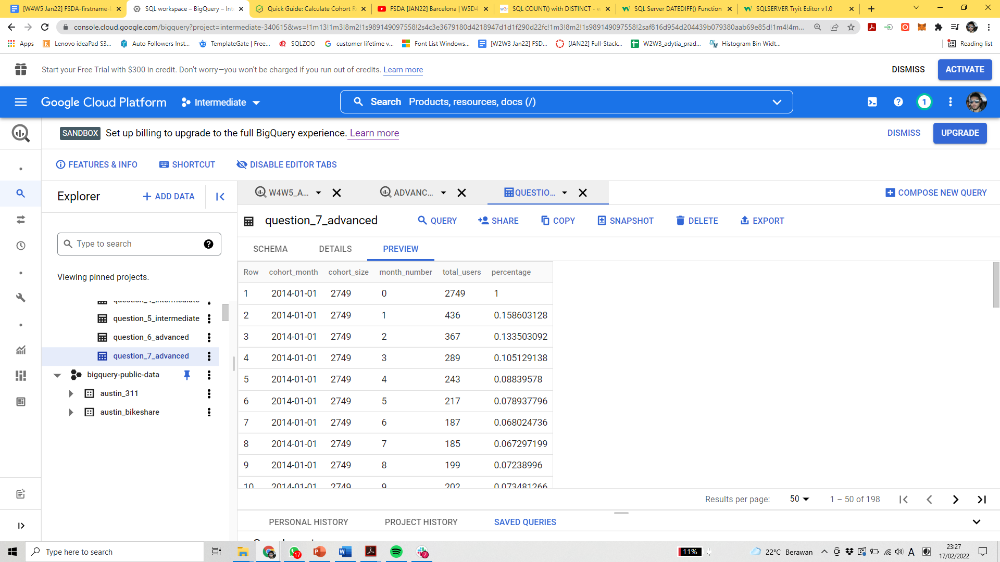 [W4W5 Jan22] FSDA-firstname-
SQL workspace – BigQuery – Int
Quick Guide: Calculate Cohort R
FSDA [JAN22] Barcelona | W5D4
SQL COUNT() with DISTINCT - w
SQL Server DATEDIFF() Function
SQLSERVER Tryit Editor v1.0
console.cloud.google.com/bigquery?project=intermediate-340615&ws=!1m13!1m3!8m2!1s989149097558!2s4c3e3679180d4218947d1d1f290d22fc!1m3!8m2!1s989149097558!2saf816d954d204439b079380aab69e85d!1m4!4m...
Apps
Lenovo ideaPad S3...
Auto Followers Inst...
TemplateGate | Free...
SQLZOO
customer lifetime v...
Font List Windows...
[W2W3 Jan22] FSD...
[JAN22] Full-Stack...
W2W3_adytia_prad...
Histogram Bin Widt...
Reading list
Start your Free Trial with $300 in credit. Don't worry—you won't be charged if you run out of credits. Learn more
DISMISS
ACTIVATE
Google Cloud Platform
Intermediate
Search Products, resources, docs (/)
1
SANDBOX Set up billing to upgrade to the full BigQuery experience. Learn more
DISMISS
UPGRADE
FEATURES & INFO
SHORTCUT
DISABLE EDITOR TABS
Explorer
ADD DATA
W4W5_A...
ADVANC...
QUESTIO...
COMPOSE NEW QUERY
question_7_advanced
QUERY
SHARE
COPY
SNAPSHOT
DELETE
EXPORT
Type to search
SCHEMA
DETAILS
PREVIEW
Viewing pinned projects.
question_4_intermediate
question_5_intermediate
question_6_advanced
question_7_advanced
bigquery-public-data
austin_311
austin_bikeshare
Row cohort_month cohort_size month_number total_users percentage
1 2014-01-01 2749 0 2749 1
2 2014-01-01 2749 1 436 0.158603128
3 2014-01-01 2749 2 367 0.133503092
4 2014-01-01 2749 3 289 0.105129138
5 2014-01-01 2749 4 243 0.08839578
6 2014-01-01 2749 5 217 0.078937796
7 2014-01-01 2749 6 187 0.068024736
8 2014-01-01 2749 7 185 0.067297199
9 2014-01-01 2749 8 199 0.07238996
10 2014-01-01 2749 9 202 0.073481266
Results per page: 50 1 – 50 of 198
PERSONAL HISTORY
PROJECT HISTORY
SAVED QUERIES
Type here to search
17
7
11%
22°C Berawan
A
23:27
17/02/2022